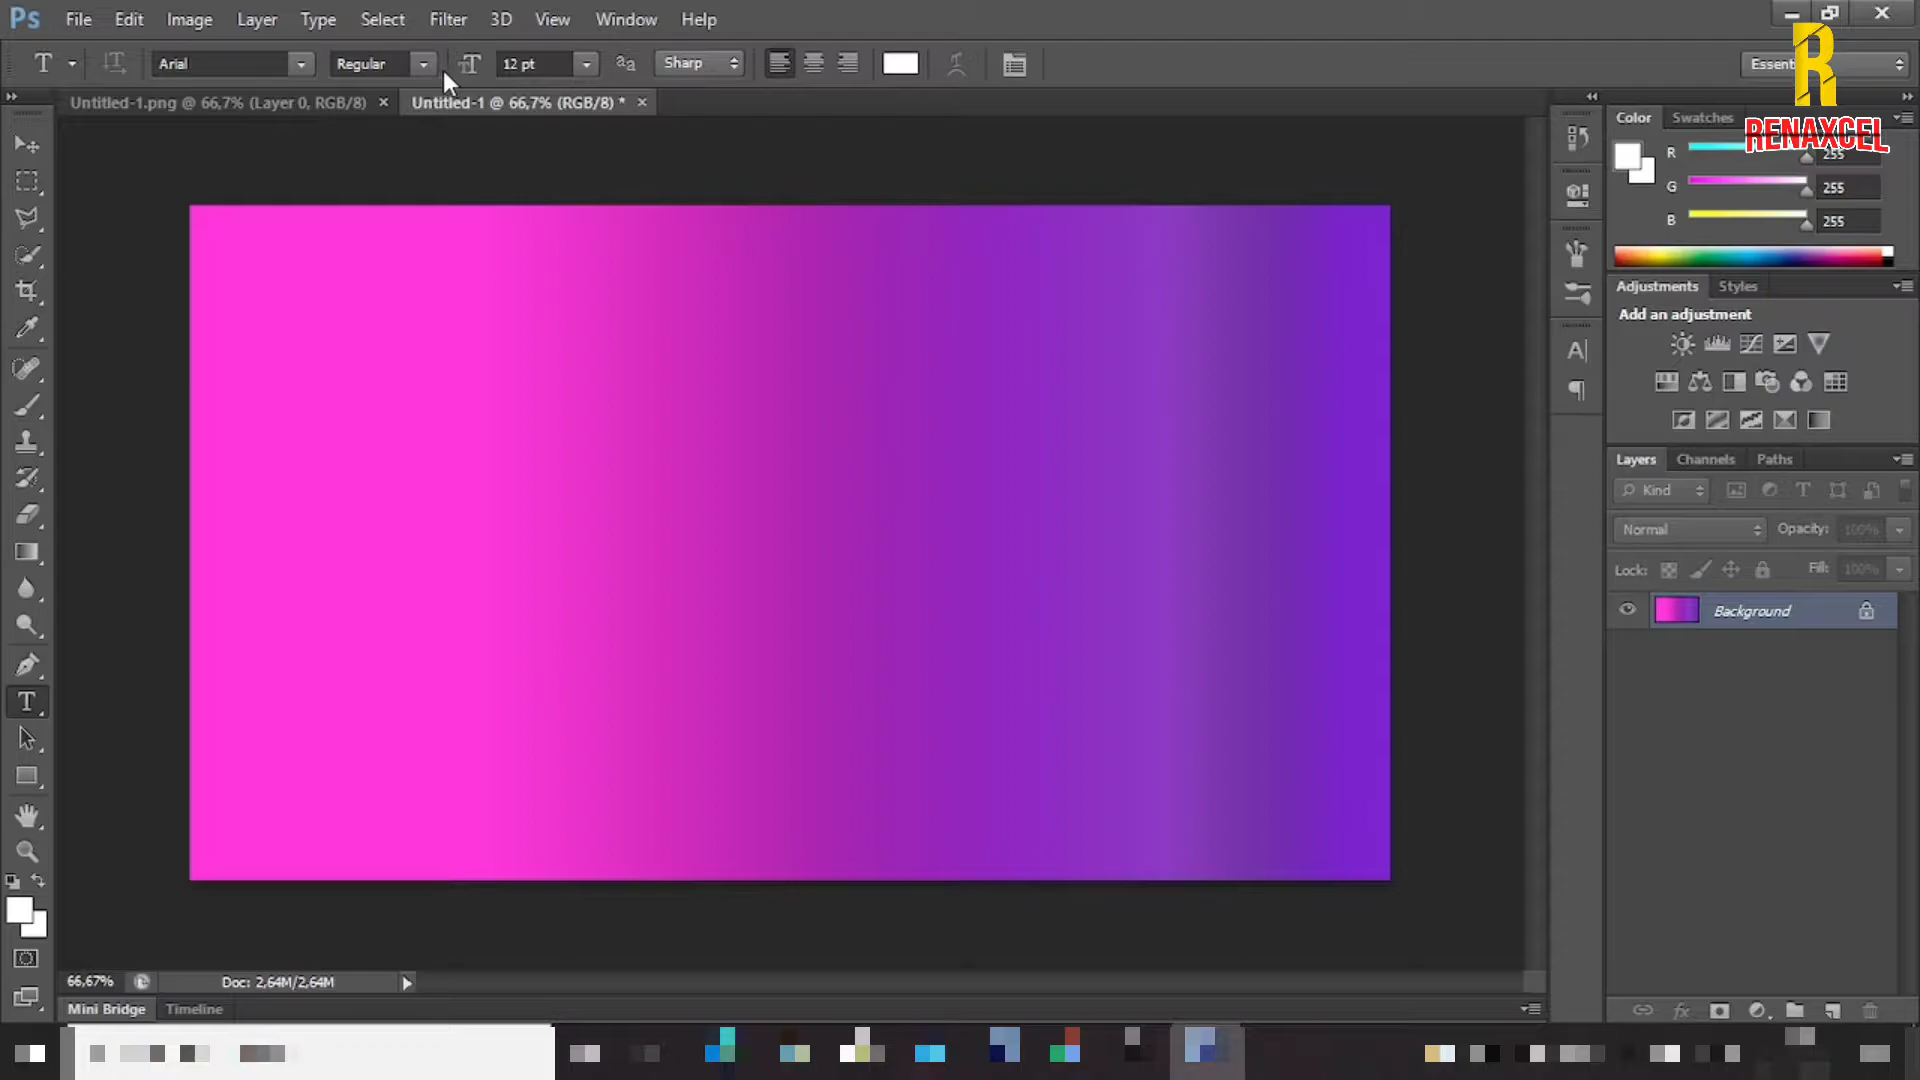 Ps File Edit Image Layer Type Select Filter 3D View Window Help
T Arial Regular 12 pt Sharp Essent
R
RENAXCEL
Untitled-1.png @ 66,7% (Layer 0, RGB/8) × Untitled-1 @ 66,7% (RGB/8) * ×
Color Swatches
R 255
G 255
B 255
Adjustments Styles
Add an adjustment
Layers Channels Paths
Kind
Normal Opacity: 100%
Lock: Fill: 100%
Background
66,67% Doc: 2,64M/2,64M
Mini Bridge Timeline